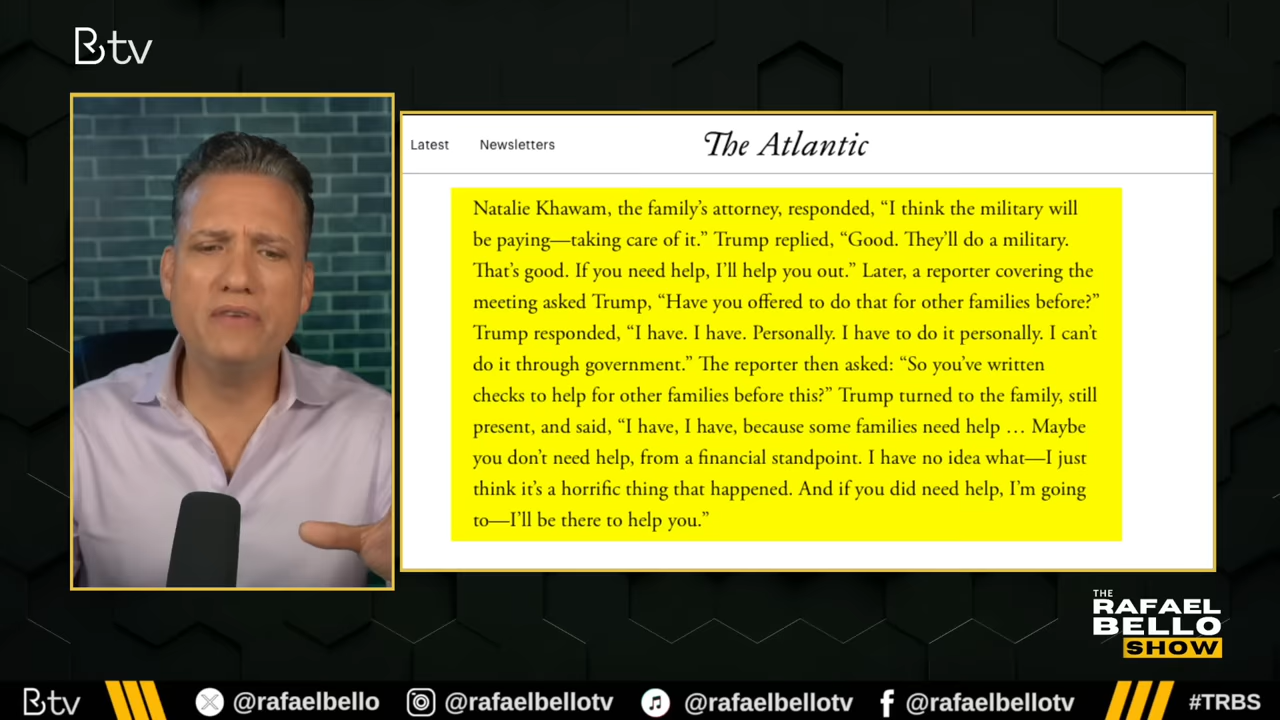 Btv
Latest Newsletters The Atlantic
Natalie Khawam, the family’s attorney, responded, “I think the military will
be paying—taking care of it.” Trump replied, “Good. They’ll do a military.
That’s good. If you need help, I’ll help you out.” Later, a reporter covering the
meeting asked Trump, “Have you offered to do that for other families before?”
Trump responded, “I have. I have. Personally. I have to do it personally. I can’t
do it through government.” The reporter then asked: “So you’ve written
checks to help for other families before this?” Trump turned to the family, still
present, and said, “I have, I have, because some families need help … Maybe
you don’t need help, from a financial standpoint. I have no idea what—I just
think it’s a horrific thing that happened. And if you did need help, I’m going
to—I’ll be there to help you.”
THE
RAFAEL
BELLO
SHOW
Btv @rafaelbello @rafaelbellotv @rafaelbellotv @rafaelbellotv #TRBS